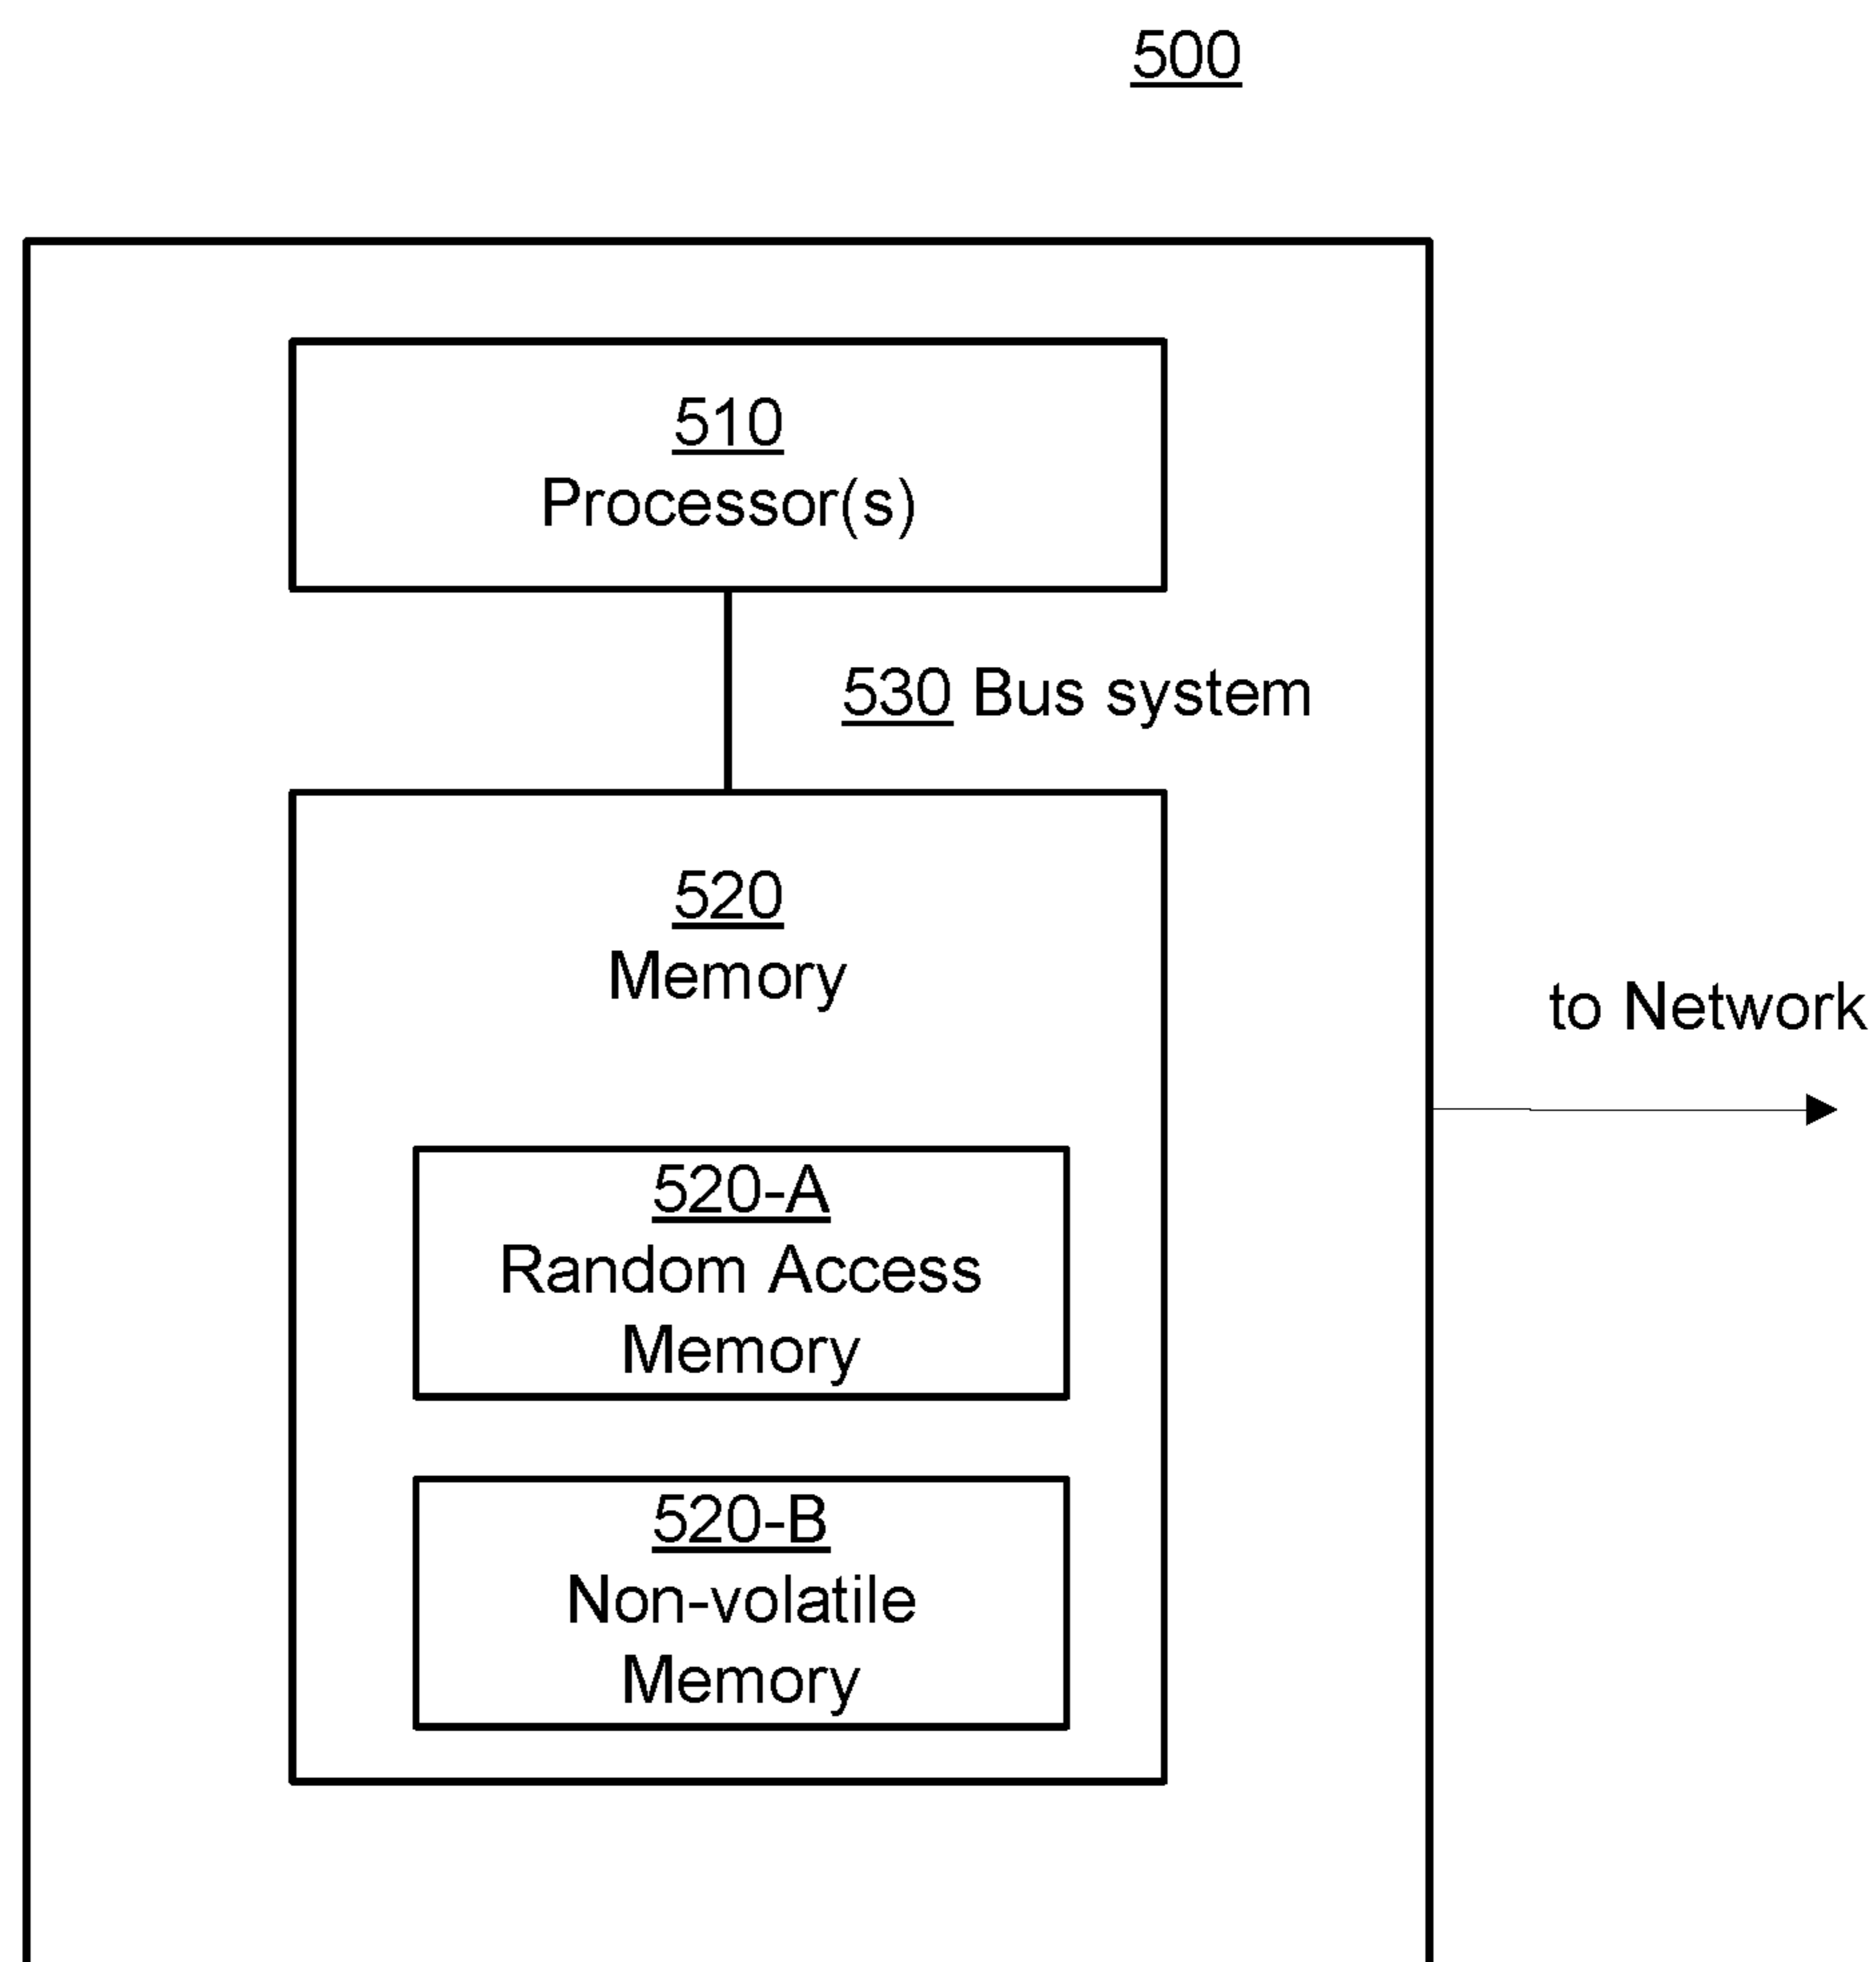 500
510
Processor(s)
530 Bus system
520
Memory
to Network
520-A
Random Access
Memory
520-B
Non-volatile
Memory